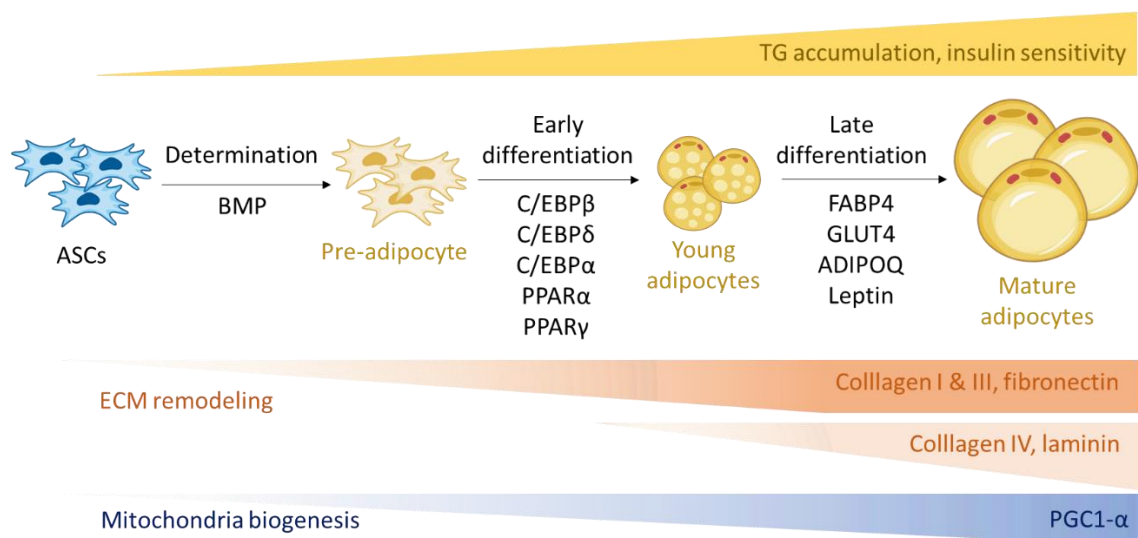 TG accumulation, insulin sensitivity
Determination
BMP
Early
differentiation
C/EBPβ
C/EBPδ
C/EBPα
PPARα
PPARγ
Late
differentiation
FABP4
GLUT4
ADIPOQ
Leptin
ASCs
Pre-adipocyte
Young
adipocytes
Mature
adipocytes
ECM remodeling
Colllagen I & III, fibronectin
Colllagen IV, laminin
Mitochondria biogenesis
PGC1-α